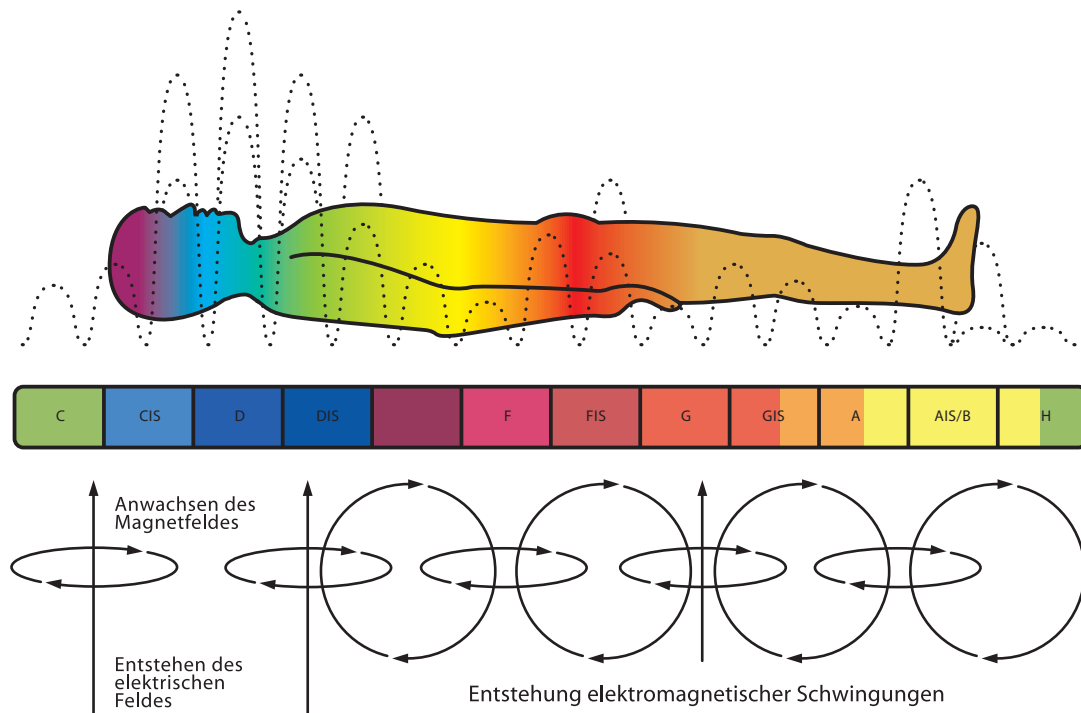 C CIS D DIS F FIS G GIS A AIS/B H
Anwachsen des
Magnetfeldes
Entstehen des
elektrischen
Feldes
Entstehung elektromagnetischer Schwingungen